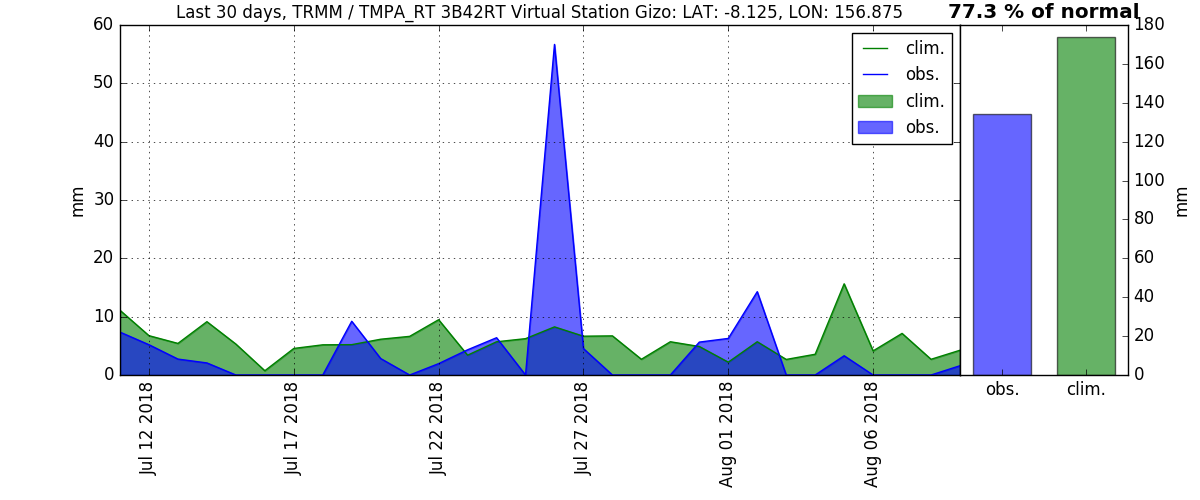 Last 30 days, TRMM / TMPA_RT 3B42RT Virtual Station Gizo: LAT: -8.125, LON: 156.875
77.3 % of normal
60
50
40
30
20
10
0
mm
clim.
obs.
clim.
obs.
180
160
140
120
100
80
60
40
20
0
mm
Jul 12 2018
Jul 17 2018
Jul 22 2018
Jul 27 2018
Aug 01 2018
Aug 06 2018
obs.
clim.